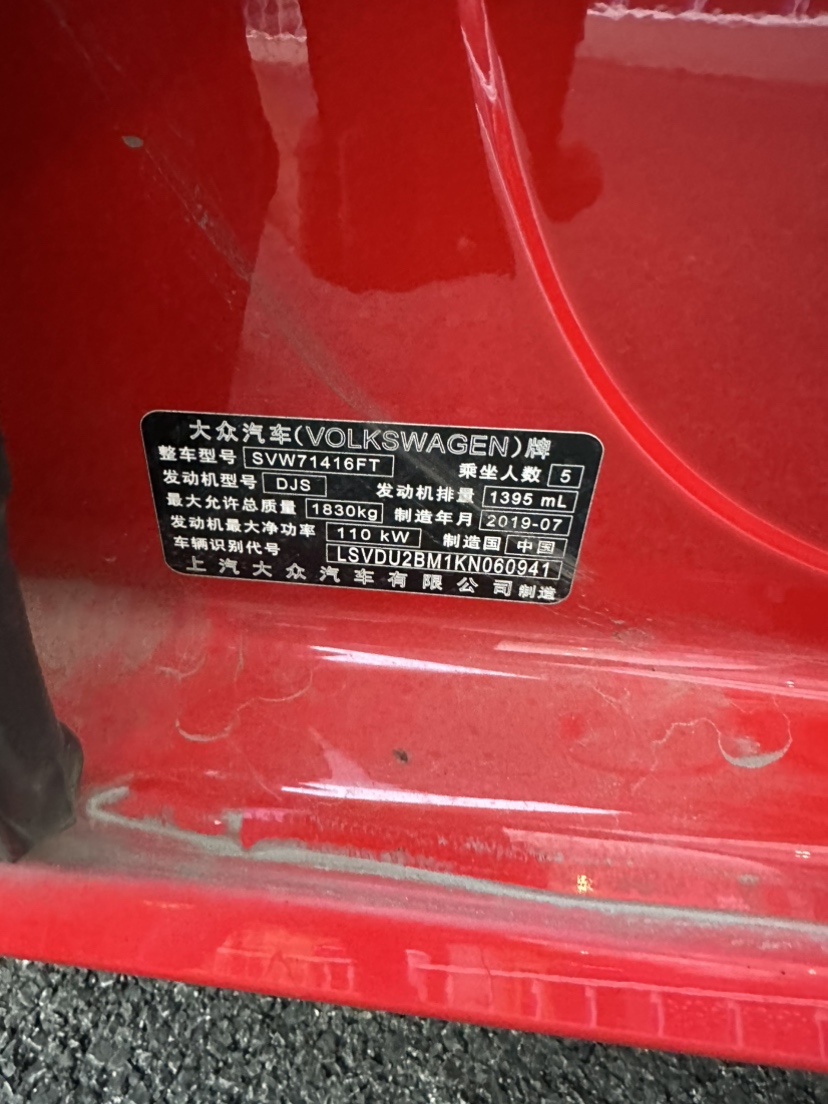 大众汽车(VOLKSWAGEN)牌
整车型号 SVW71416FT 乘坐人数 5
发动机型号 DJS 发动机排量 1395 mL
最大允许总质量 1830kg 制造年月 2019-07
发动机最大净功率 110 kW 制造国 中国
车辆识别代号 LSVDU2BM1KN060941
上汽大众汽车有限公司制造